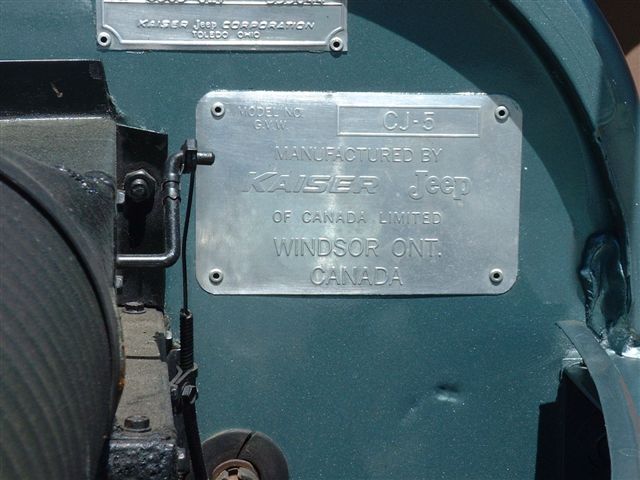 KAISER Jeep CORPORATION
TOLEDO OHIO
MODEL NO. CJ-5
G.V.W.
MANUFACTURED BY
KAISER Jeep
OF CANADA LIMITED
WINDSOR ONT.
CANADA